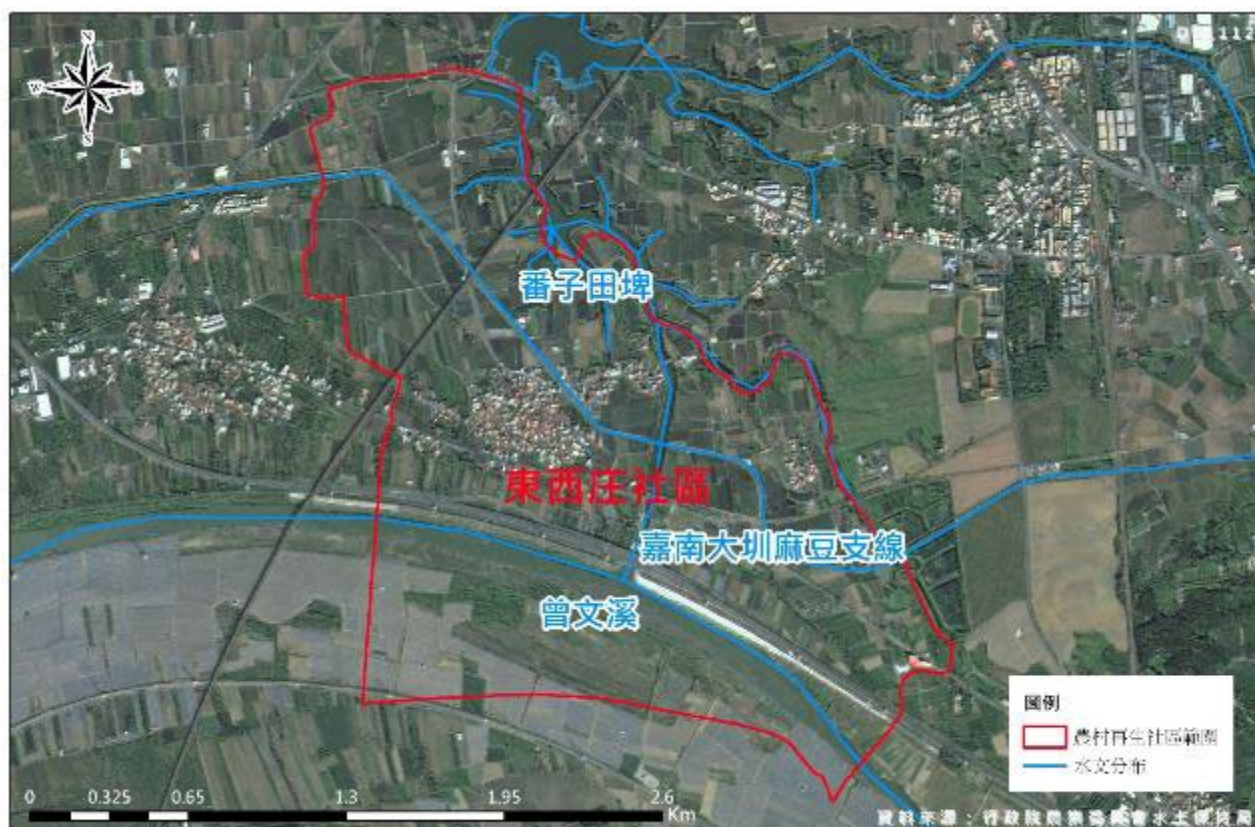 N
W
E
S
番子田埤
東西庄社區
嘉南大圳麻豆支線
曾文溪
圖例
農村再生社區範圍
水文分布
0 0.325 0.65 1.3 1.95 2.6
Km
資料來源：行政院農業委員會水土保持局